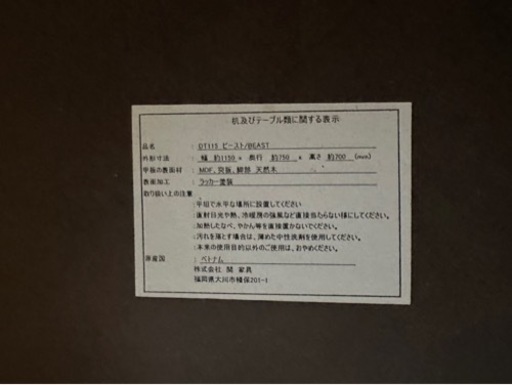 机及びテーブル類に関する表示
品名 : DT115 ビースト/BEAST
外形寸法 : 幅 約1150 x 奥行 約750 x 高さ 約700 (mm)
甲板の表面材 : MDF、突板、脚部 天然木
表面加工 : ラッカー塗装
取り扱い上の注意
:平坦で水平な場所に設置してください
:直射日光や熱、冷暖房の強風など直接当たらない様にしてください。
:加熱したなべ、やかん等を直接置かないでください。
:汚れを落とす場合は、薄めた中性洗剤を使用してください。
:本来の使用目的以外のご使用は、おやめください。
原産国 : ベトナム
株式会社 関 家具
福岡県大川市幡保201-1